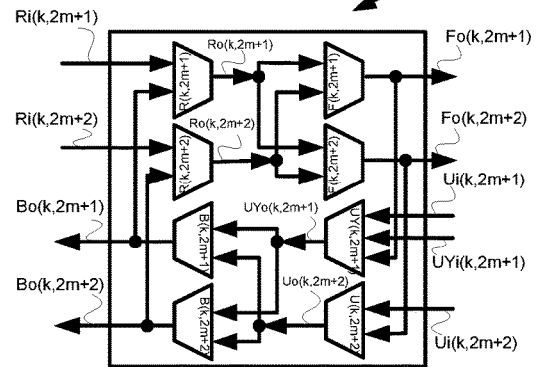 Ri(k,2m+1)
Ro(k,2m+1)
Fo(k,2m+1)
R(k,2m+1)
F(k,2m+1)
Ri(k,2m+2)
Ro(k,2m+2)
Fo(k,2m+2)
R(k,2m+2)
F(k,2m+2)
Ui(k,2m+1)
Bo(k,2m+1)
UYo(k,2m+1)
B(k,2m+1)
UY(k,2m+1)
UYi(k,2m+1)
Bo(k,2m+2)
Uo(k,2m+2)
B(k,2m+2)
U(k,2m+2)
Ui(k,2m+2)